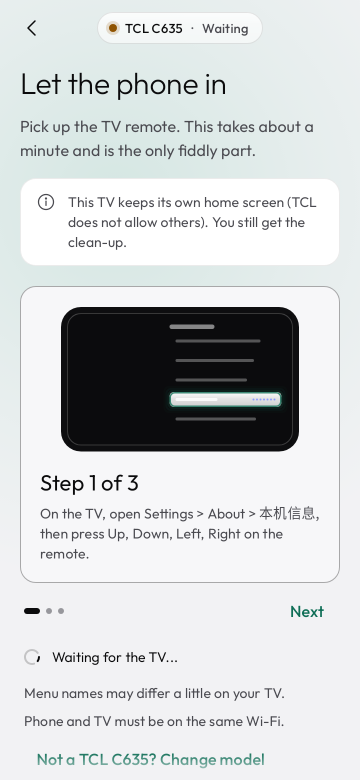 TCL C635 · Waiting
Let the phone in
Pick up the TV remote. This takes about a
minute and is the only fiddly part.
This TV keeps its own home screen (TCL
does not allow others). You still get the
clean-up.
Step 1 of 3
On the TV, open Settings > About > 本机信息,
then press Up, Down, Left, Right on the
remote.
Next
Waiting for the TV...
Menu names may differ a little on your TV.
Phone and TV must be on the same Wi-Fi.
Not a TCL C635? Change model